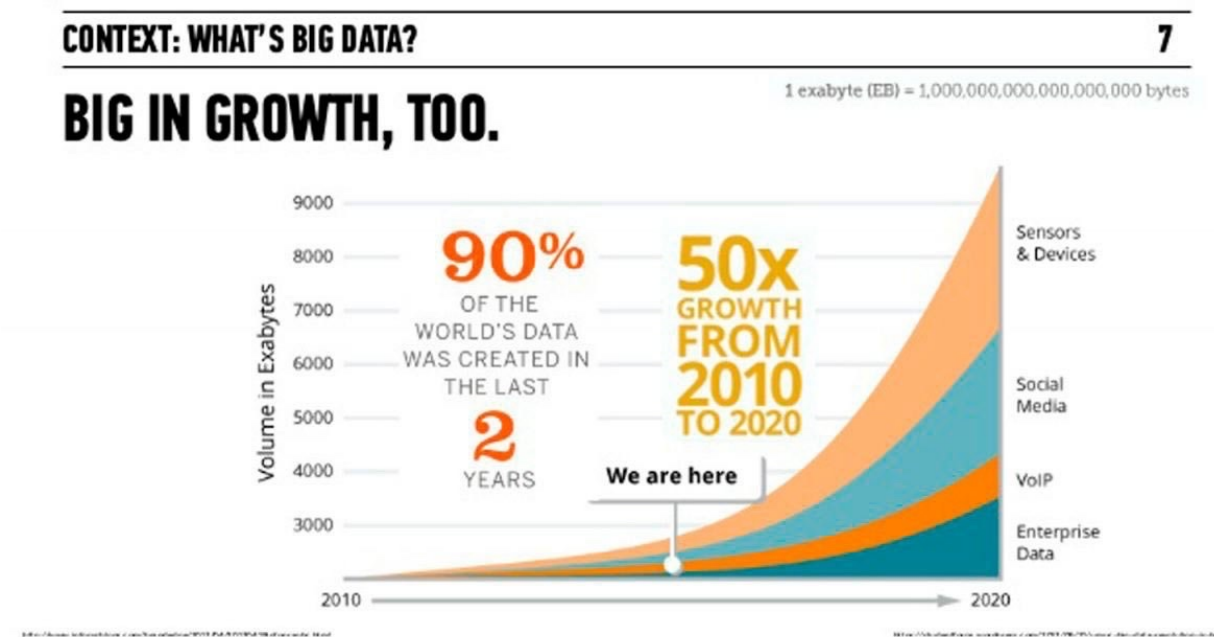 CONTEXT: WHAT'S BIG DATA?
7
BIG IN GROWTH, TOO.
1 exabyte (EB) = 1,000,000,000,000,000,000 bytes
Volume in Exabytes
9000
8000
7000
6000
5000
4000
3000
90%
OF THE
WORLD'S DATA
WAS CREATED IN
THE LAST
2
YEARS
50x
GROWTH
FROM
2010
TO 2020
We are here
Sensors
& Devices
Social
Media
VoIP
Enterprise
Data
2010
2020